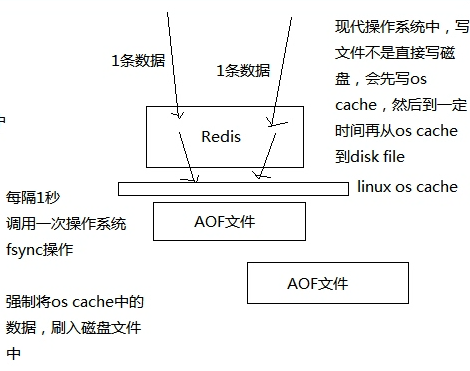 1条数据
1条数据
现代操作系统中，写
文件不是直接写磁
盘，会先写os
cache，然后到一定
时间再从os cache
到disk file
中
Redis
linux os cache
每隔1秒
调用一次操作系统
fsync操作
AOF文件
AOF文件
强制将os cache中的
数据，刷入磁盘文件
中